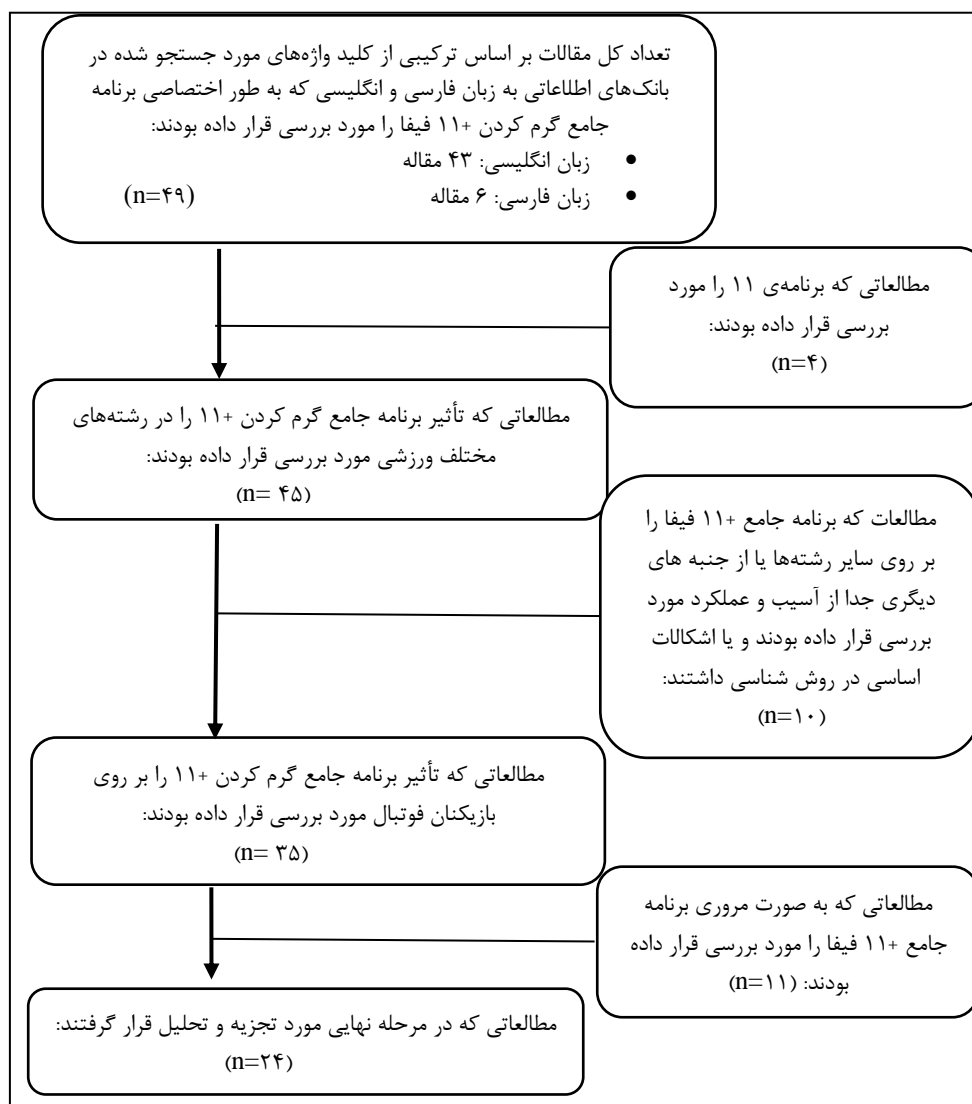 تعداد کل مقالات بر اساس ترکیبی از کلید واژه‌های مورد جستجو شده در
بانک‌های اطلاعاتی به زبان فارسی و انگلیسی که به طور اختصاصی برنامه
جامع گرم کردن +۱۱ فیفا را مورد بررسی قرار داده بودند:
• زبان انگلیسی: ۴۳ مقاله
• زبان فارسی: ۶ مقاله (n=۴۹)
مطالعاتی که برنامه‌ی ۱۱ را مورد
بررسی قرار داده بودند:
(n=۴)
مطالعاتی که تأثیر برنامه جامع گرم کردن +۱۱ را در رشته‌های
مختلف ورزشی مورد بررسی قرار داده بودند:
(n= ۴۵)
مطالعات که برنامه جامع +۱۱ فیفا را
بر روی سایر رشته‌ها یا از جنبه های
دیگری جدا از آسیب و عملکرد مورد
بررسی قرار داده بودند و یا اشکالات
اساسی در روش شناسی داشتند:
(n=۱۰)
مطالعاتی که تأثیر برنامه جامع گرم کردن +۱۱ را بر روی
بازیکنان فوتبال مورد بررسی قرار داده بودند:
(n= ۳۵)
مطالعاتی که به صورت مروری برنامه
جامع +۱۱ فیفا را مورد بررسی قرار داده
بودند: (n=۱۱)
مطالعاتی که در مرحله نهایی مورد تجزیه و تحلیل قرار گرفتند:
(n=۲۴)